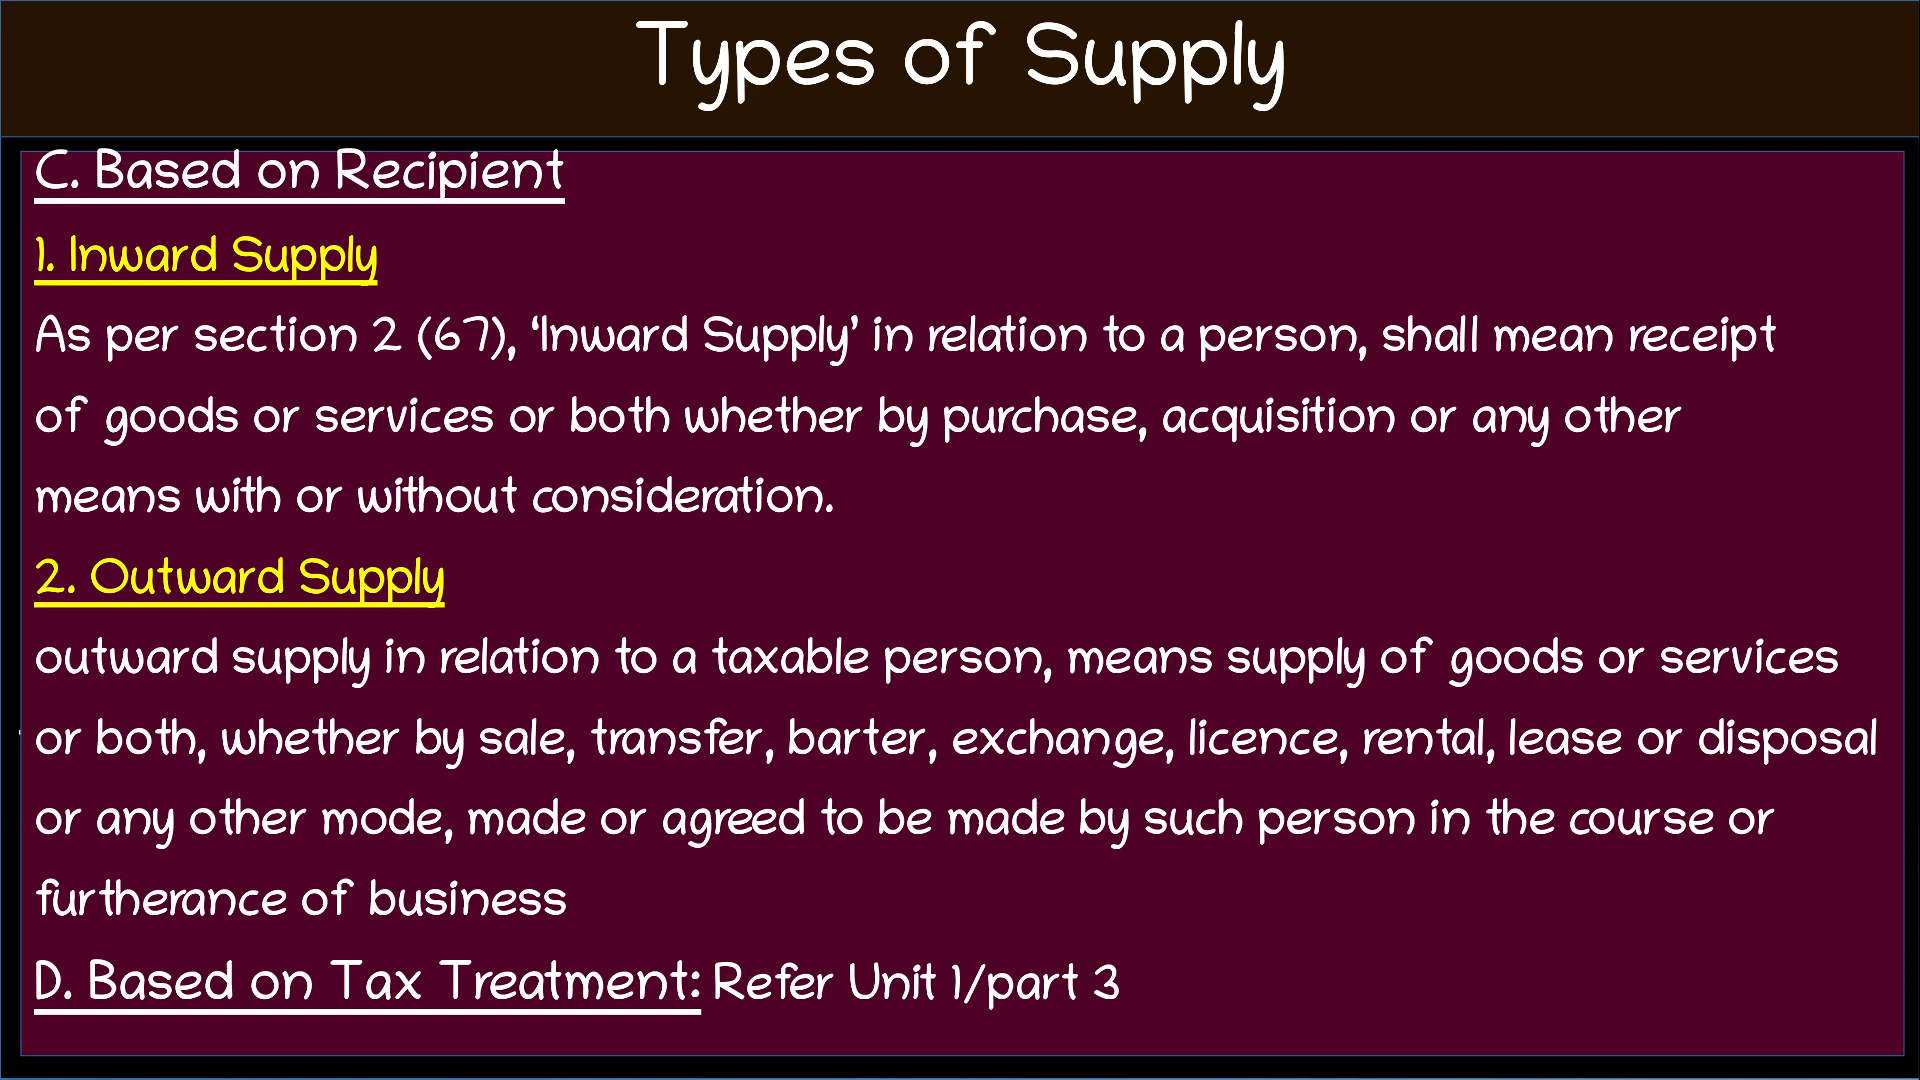 Types of Supply
C. Based on Recipient
1. Inward Supply
As per section 2 (67), ‘Inward Supply’ in relation to a person, shall mean receipt
of goods or services or both whether by purchase, acquisition or any other
means with or without consideration.
2. Outward Supply
outward supply in relation to a taxable person, means supply of goods or services
or both, whether by sale, transfer, barter, exchange, licence, rental, lease or disposal
or any other mode, made or agreed to be made by such person in the course or
furtherance of business
D. Based on Tax Treatment: Refer Unit 1/part 3